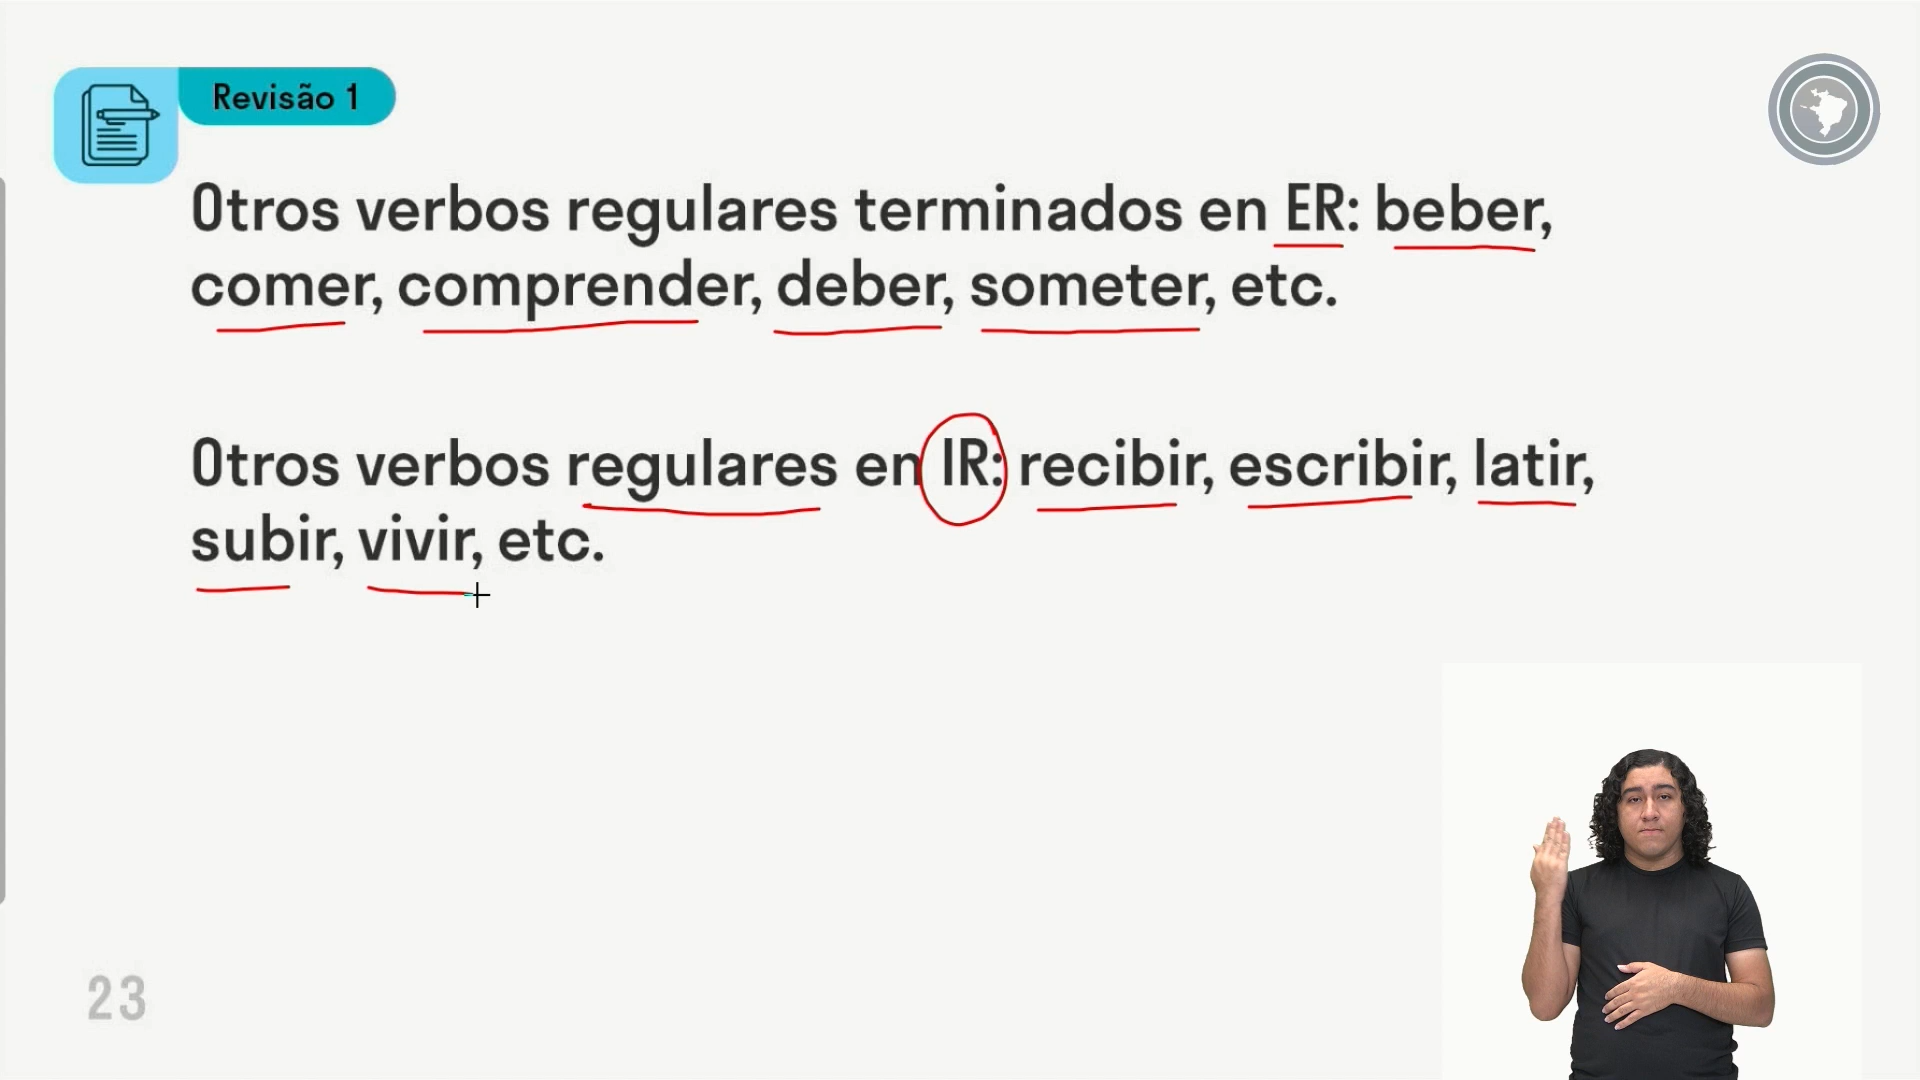 Revisão 1
Otros verbos regulares terminados en ER: beber,
comer, comprender, deber, someter, etc.
Otros verbos regulares en IR: recibir, escribir, latir,
subir, vivir, etc.
23